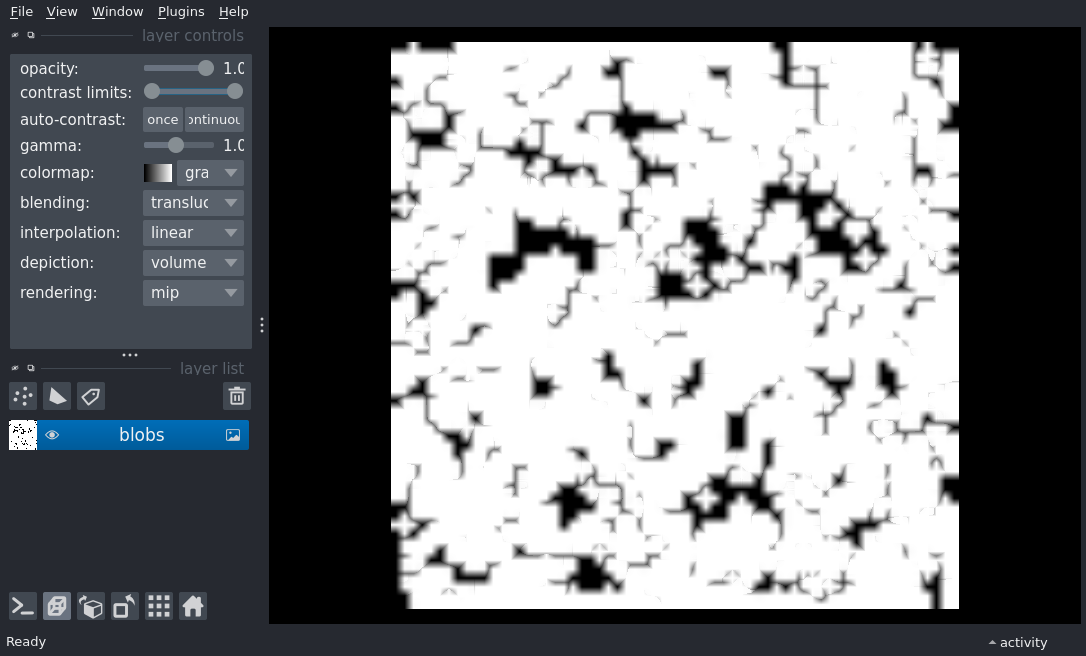 File View Window Plugins Help
layer controls
opacity: 1.0
contrast limits:
auto-contrast: once ontinuou
gamma: 1.0
colormap: gra
blending: transluc
interpolation: linear
depiction: volume
rendering: mip
layer list
blobs
Ready
activity